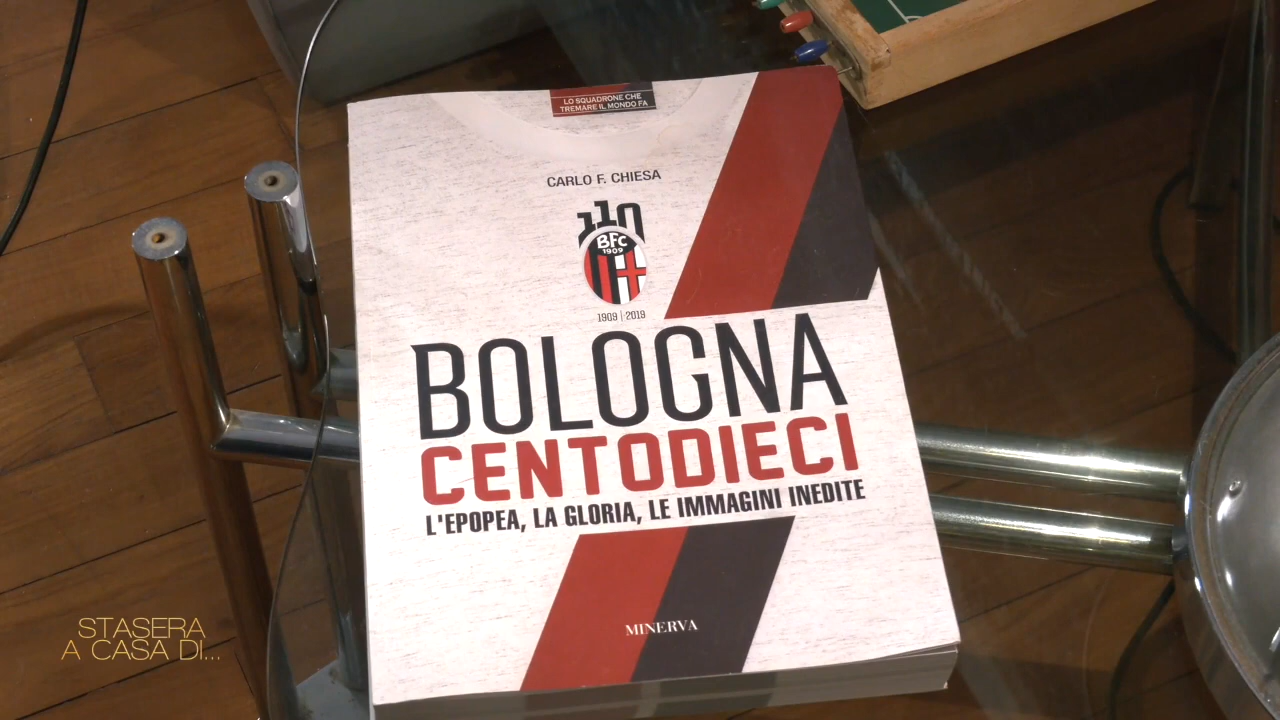 LO SQUADRONE CHE
TREMARE IL MONDO FA
CARLO F. CHIESA
110
BFC
1909
1909 | 2019
BOLOGNA
CENTODIECI
L'EPOPEA, LA GLORIA, LE IMMAGINI INEDITE
MINERVA
STASERA
A CASA DI...